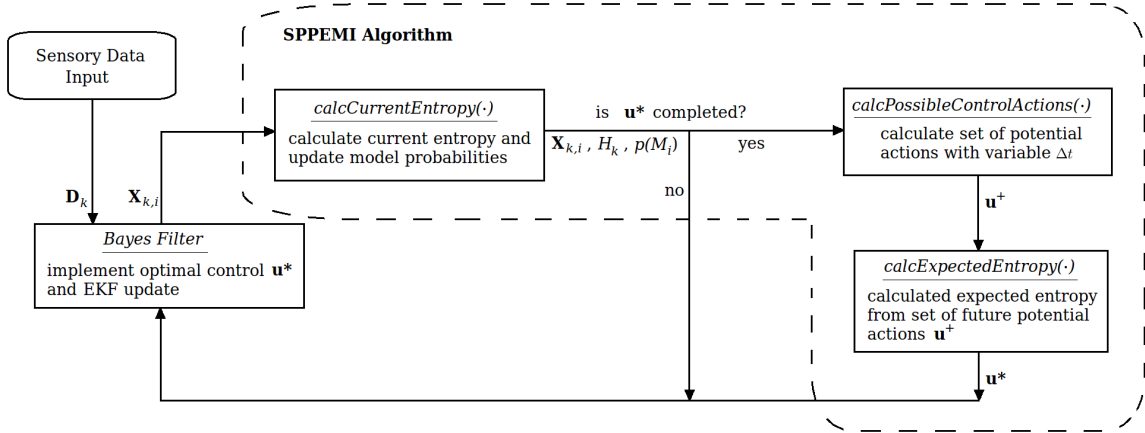 SPPEMI Algorithm
Sensory Data
Input
calcCurrentEntropy(·)
calculate current entropy and
update model probabilities
is u* completed?
X_{k,i} , H_k , p(M_i)
yes
no
calcPossibleControlActions(·)
calculate set of potential
actions with variable Δt
D_k
X_{k,i}
u⁺
Bayes Filter
implement optimal control u*
and EKF update
calcExpectedEntropy(·)
calculated expected entropy
from set of future potential
actions u⁺
u*